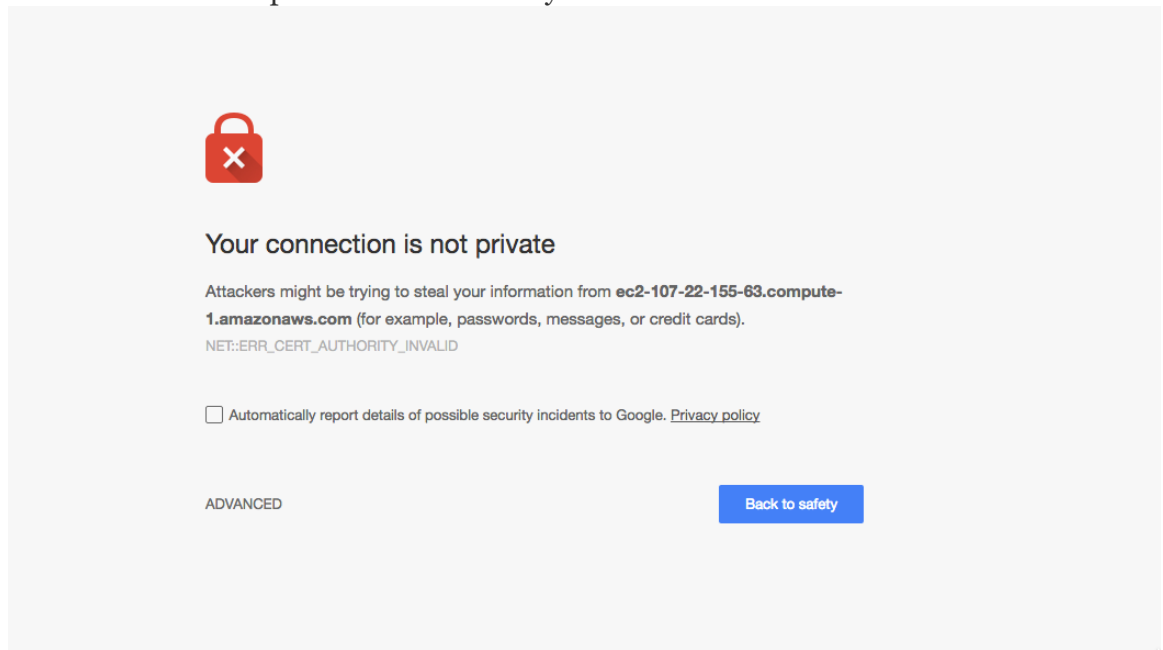 Your connection is not private
Attackers might be trying to steal your information from ec2-107-22-155-63.compute-
1.amazonaws.com (for example, passwords, messages, or credit cards).
NET::ERR_CERT_AUTHORITY_INVALID
Automatically report details of possible security incidents to Google. Privacy policy
ADVANCED
Back to safety